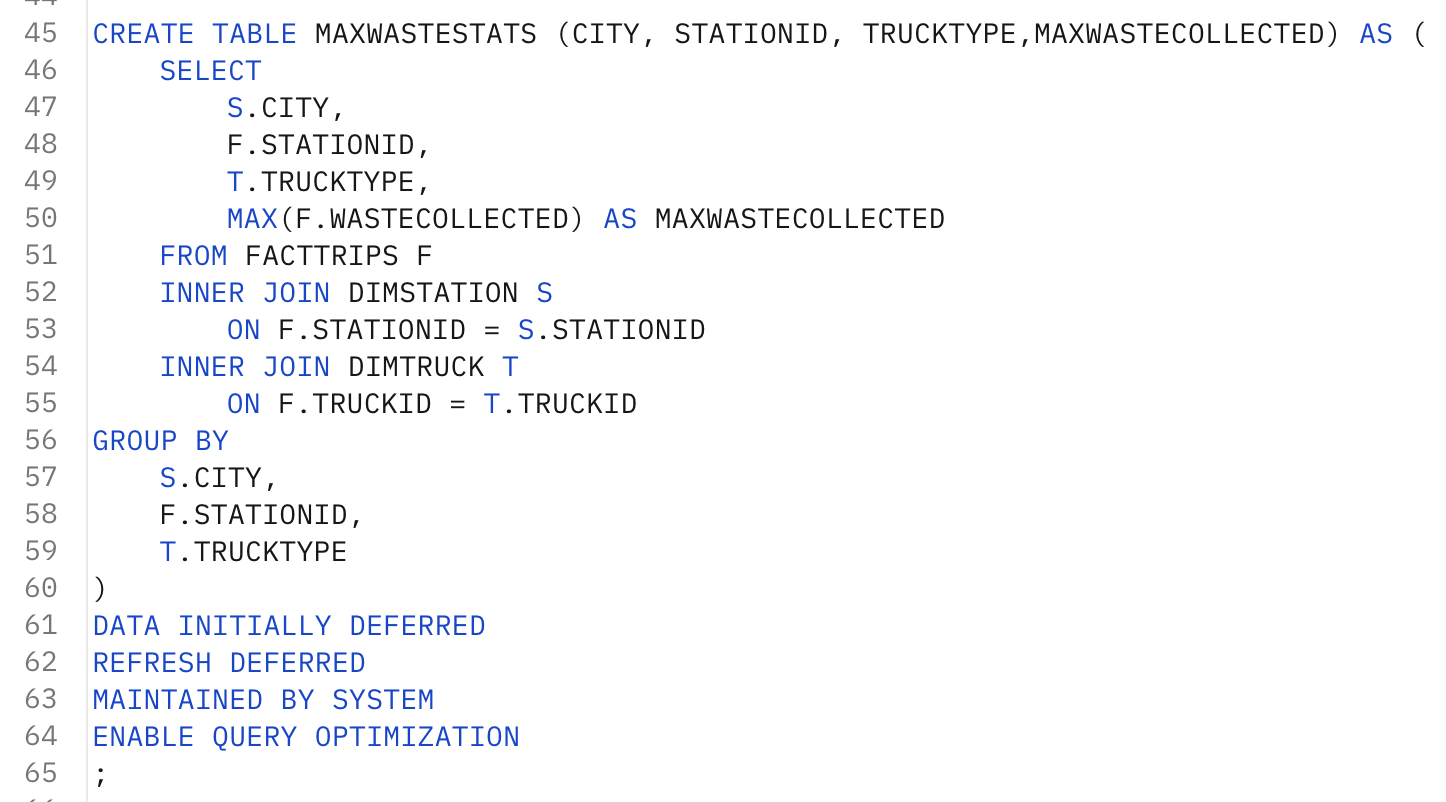 45 CREATE TABLE MAXWASTESTATS (CITY, STATIONID, TRUCKTYPE,MAXWASTECOLLECTED) AS (
46 SELECT
47 S.CITY,
48 F.STATIONID,
49 T.TRUCKTYPE,
50 MAX(F.WASTECOLLECTED) AS MAXWASTECOLLECTED
51 FROM FACTTRIPS F
52 INNER JOIN DIMSTATION S
53 ON F.STATIONID = S.STATIONID
54 INNER JOIN DIMTRUCK T
55 ON F.TRUCKID = T.TRUCKID
56 GROUP BY
57 S.CITY,
58 F.STATIONID,
59 T.TRUCKTYPE
60 )
61 DATA INITIALLY DEFERRED
62 REFRESH DEFERRED
63 MAINTAINED BY SYSTEM
64 ENABLE QUERY OPTIMIZATION
65 ;